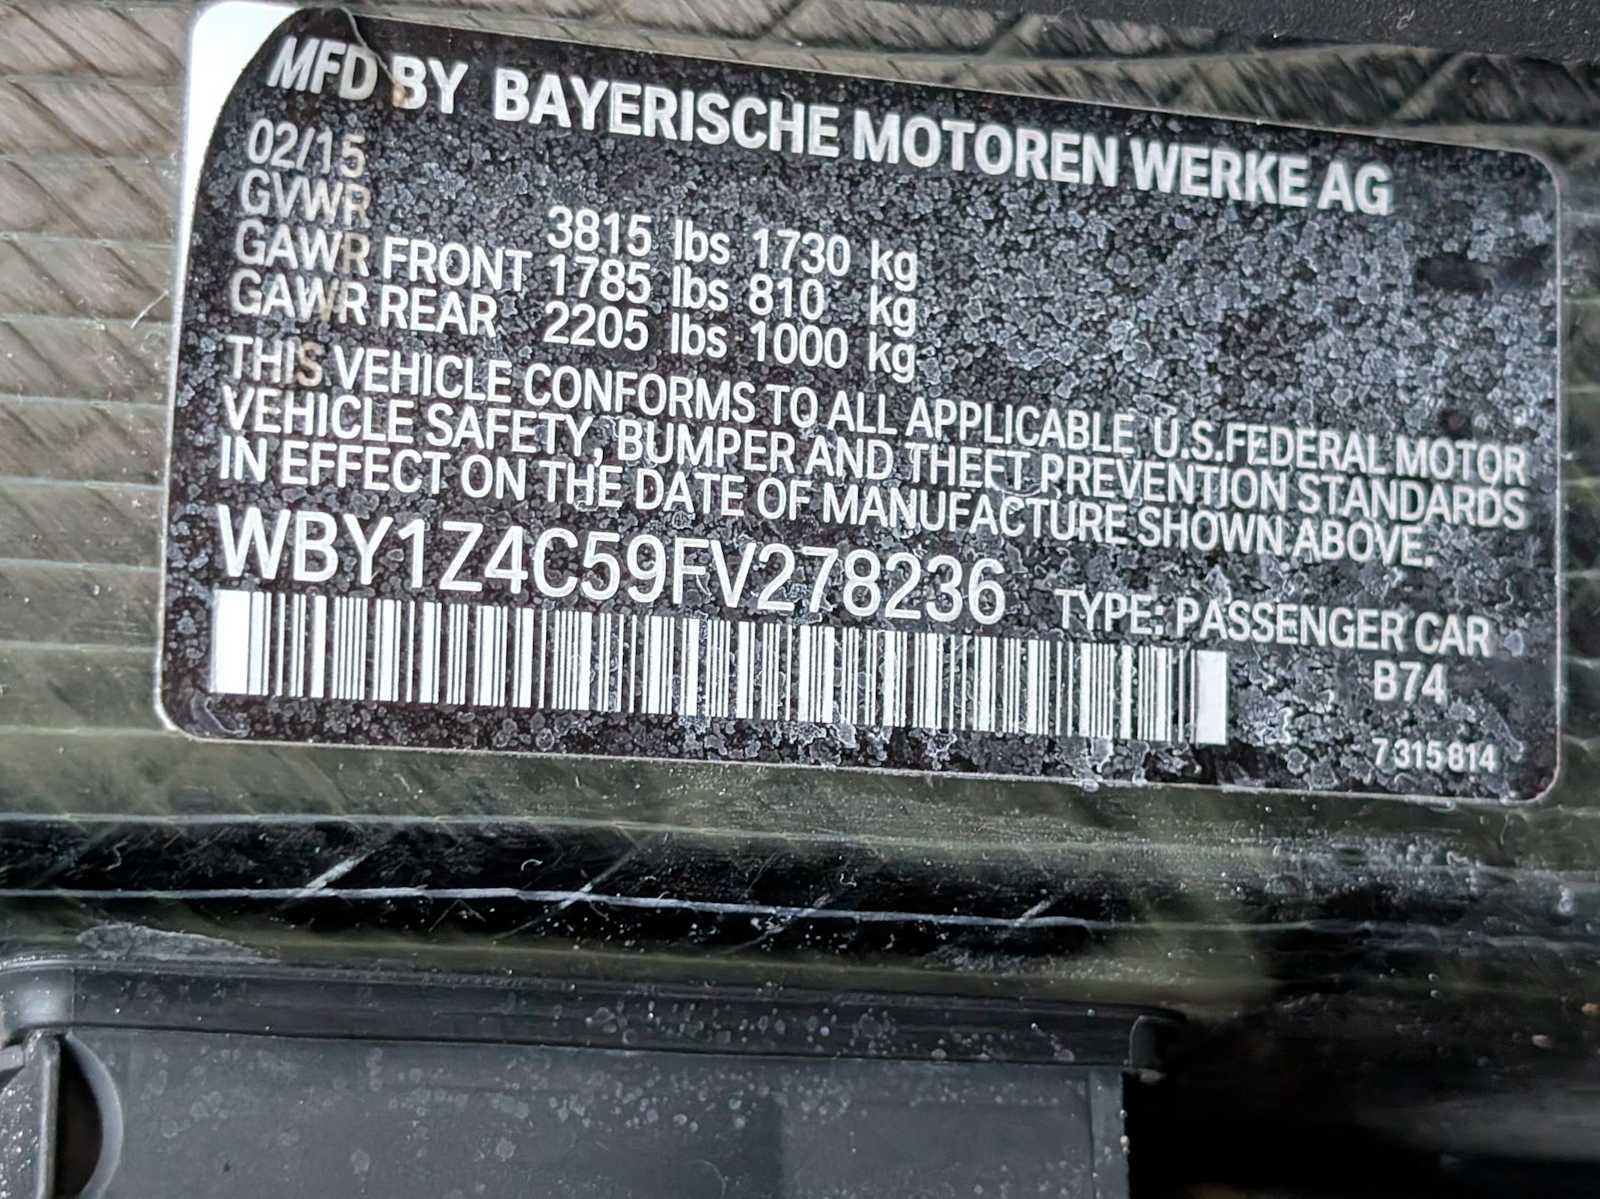 MFD BY BAYERISCHE MOTOREN WERKE AG
02/15
GVWR 3815 lbs 1730 kg
GAWR FRONT 1785 lbs 810 kg
GAWR REAR 2205 lbs 1000 kg
THIS VEHICLE CONFORMS TO ALL APPLICABLE U.S.FEDERAL MOTOR
VEHICLE SAFETY, BUMPER AND THEFT PREVENTION STANDARDS
IN EFFECT ON THE DATE OF MANUFACTURE SHOWN ABOVE.
WBY1Z4C59FV278236
TYPE: PASSENGER CAR
B74
7 315 814